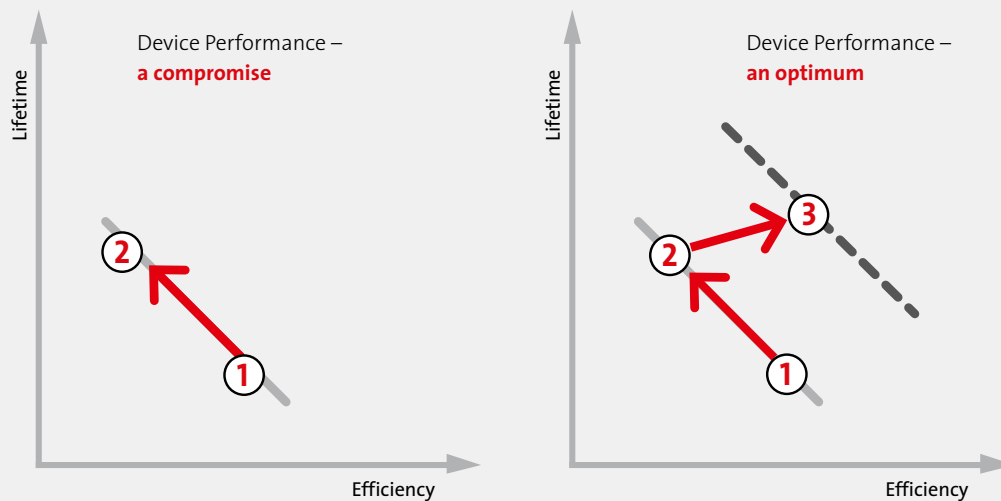 Device Performance –
a compromise
Lifetime
2
1
Efficiency
Device Performance –
an optimum
Lifetime
3
2
1
Efficiency